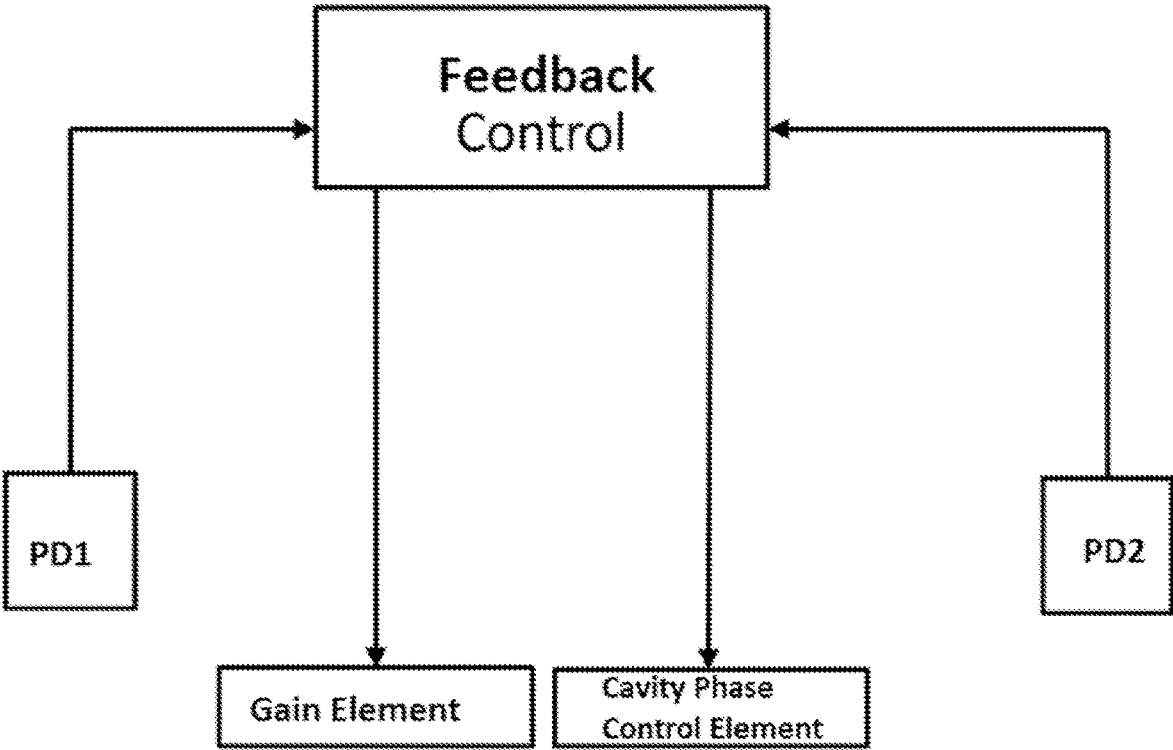 Feedback
Control
PD1
PD2
Gain Element
Cavity Phase
Control Element